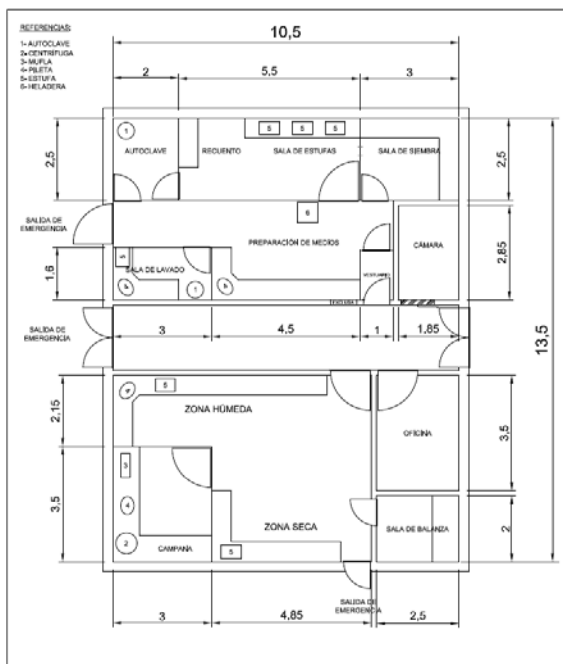 REFERENCIAS:
1- AUTOCLAVE
2- CENTRÍFUGA
3- MUFLA
4- PILETA
5- ESTUFA
6- HELADERA
10,5
2
5,5
3
2,5
1
AUTOCLAVE
RECUENTO
5
5
5
SALA DE ESTUFAS
SALA DE SIEMBRA
2,5
SALIDA DE
EMERGENCIA
6
PREPARACIÓN DE MEDIOS
CÁMARA
2,85
1,6
5
SALA DE LAVADO
4
1
VESTUARIO
13,5
SALIDA DE
EMERGENCIA
3
4,5
1
1,85
2,15
4
5
ZONA HÚMEDA
OFICINA
3,5
3,5
3
4
2
CAMPANA
ZONA SECA
5
SALA DE BALANZA
2
SALIDA DE
EMERGENCIA
3
4,85
2,5